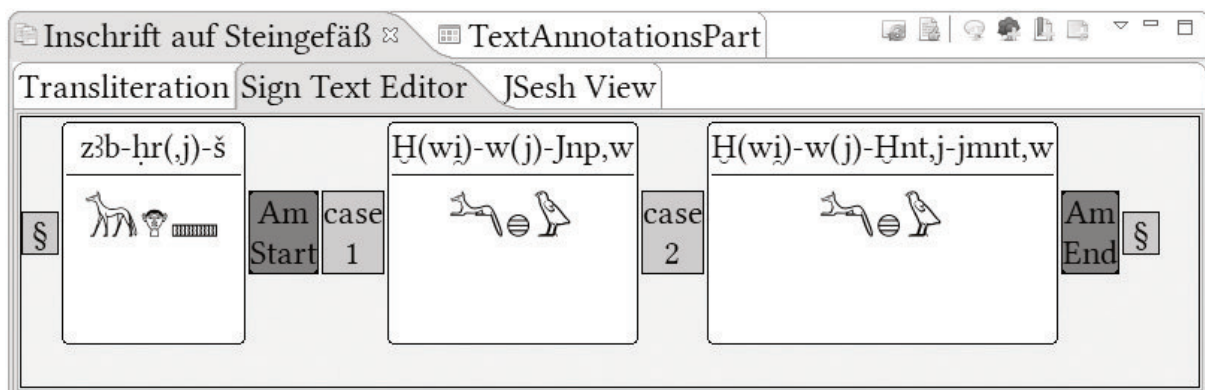 Inschrift auf Steingefäß TextAnnotationsPart
Transliteration Sign Text Editor JSesh View
§ zꜣb-ḥr(,j)-š Am Start case 1 Ḫ(wi̯)-w(j)-Jnp,w case 2 Ḫ(wi̯)-w(j)-Ḫnt,j-jmnt,w Am End §